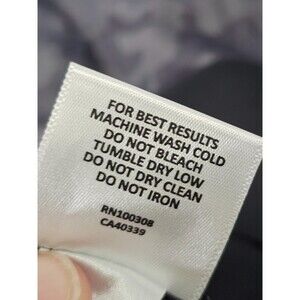 FOR BEST RESULTS
MACHINE WASH COLD
DO NOT BLEACH
TUMBLE DRY LOW
DO NOT DRY CLEAN
DO NOT IRON
RN100308
CA40339